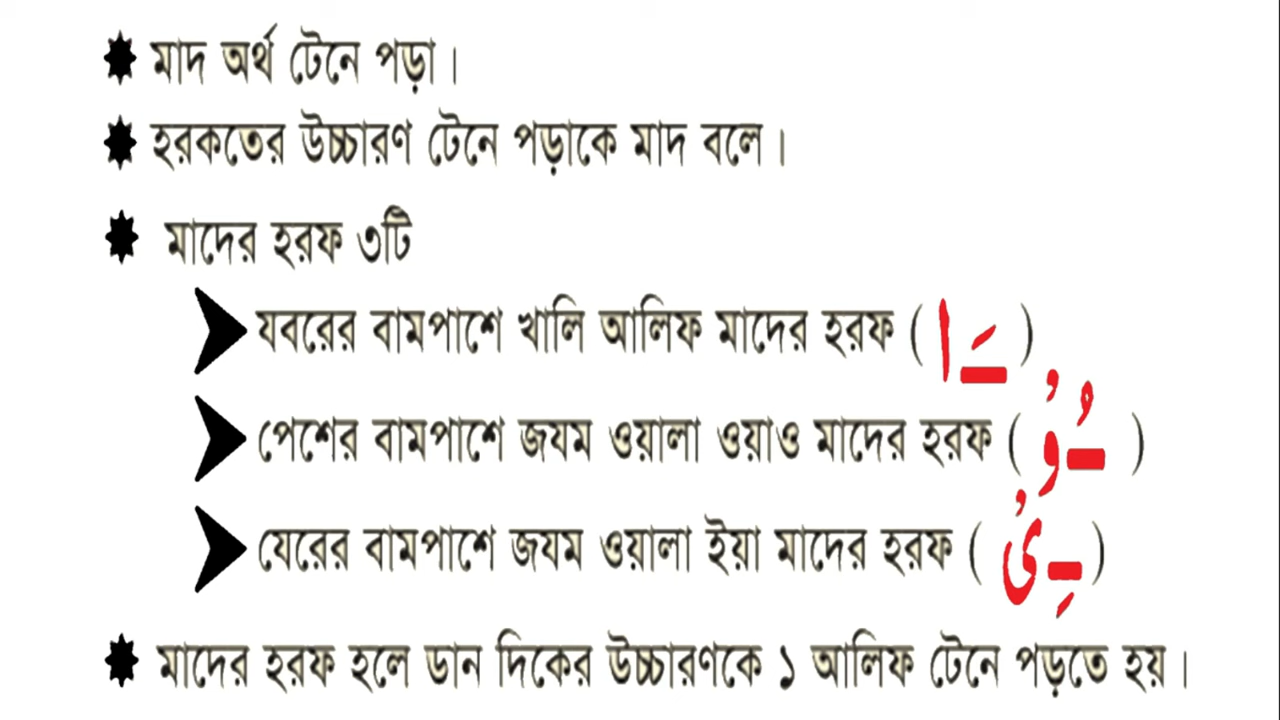 মাদ অর্থ টেনে পড়া।
হরকতের উচ্চারণ টেনে পড়াকে মাদ বলে।
মাদের হরফ ৩টি
যবরের বামপাশে খালি আলিফ মাদের হরফ ( ـَا )
পেশের বামপাশে জযম ওয়ালা ওয়াও মাদের হরফ ( ـُوْ )
যেরের বামপাশে জযম ওয়ালা ইয়া মাদের হরফ ( ـِىْ )
মাদের হরফ হলে ডান দিকের উচ্চারণকে ১ আলিফ টেনে পড়তে হয়।